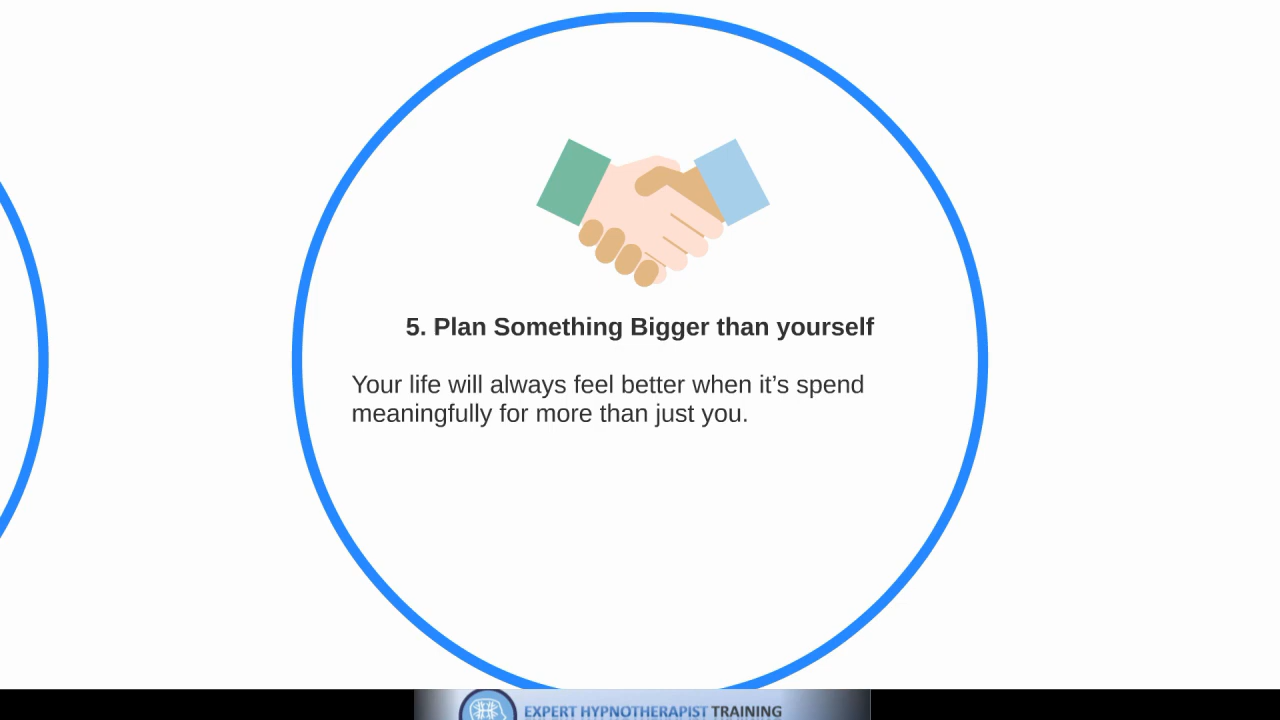 5. Plan Something Bigger than yourself
Your life will always feel better when it’s spend
meaningfully for more than just you.
EXPERT HYPNOTHERAPIST TRAINING